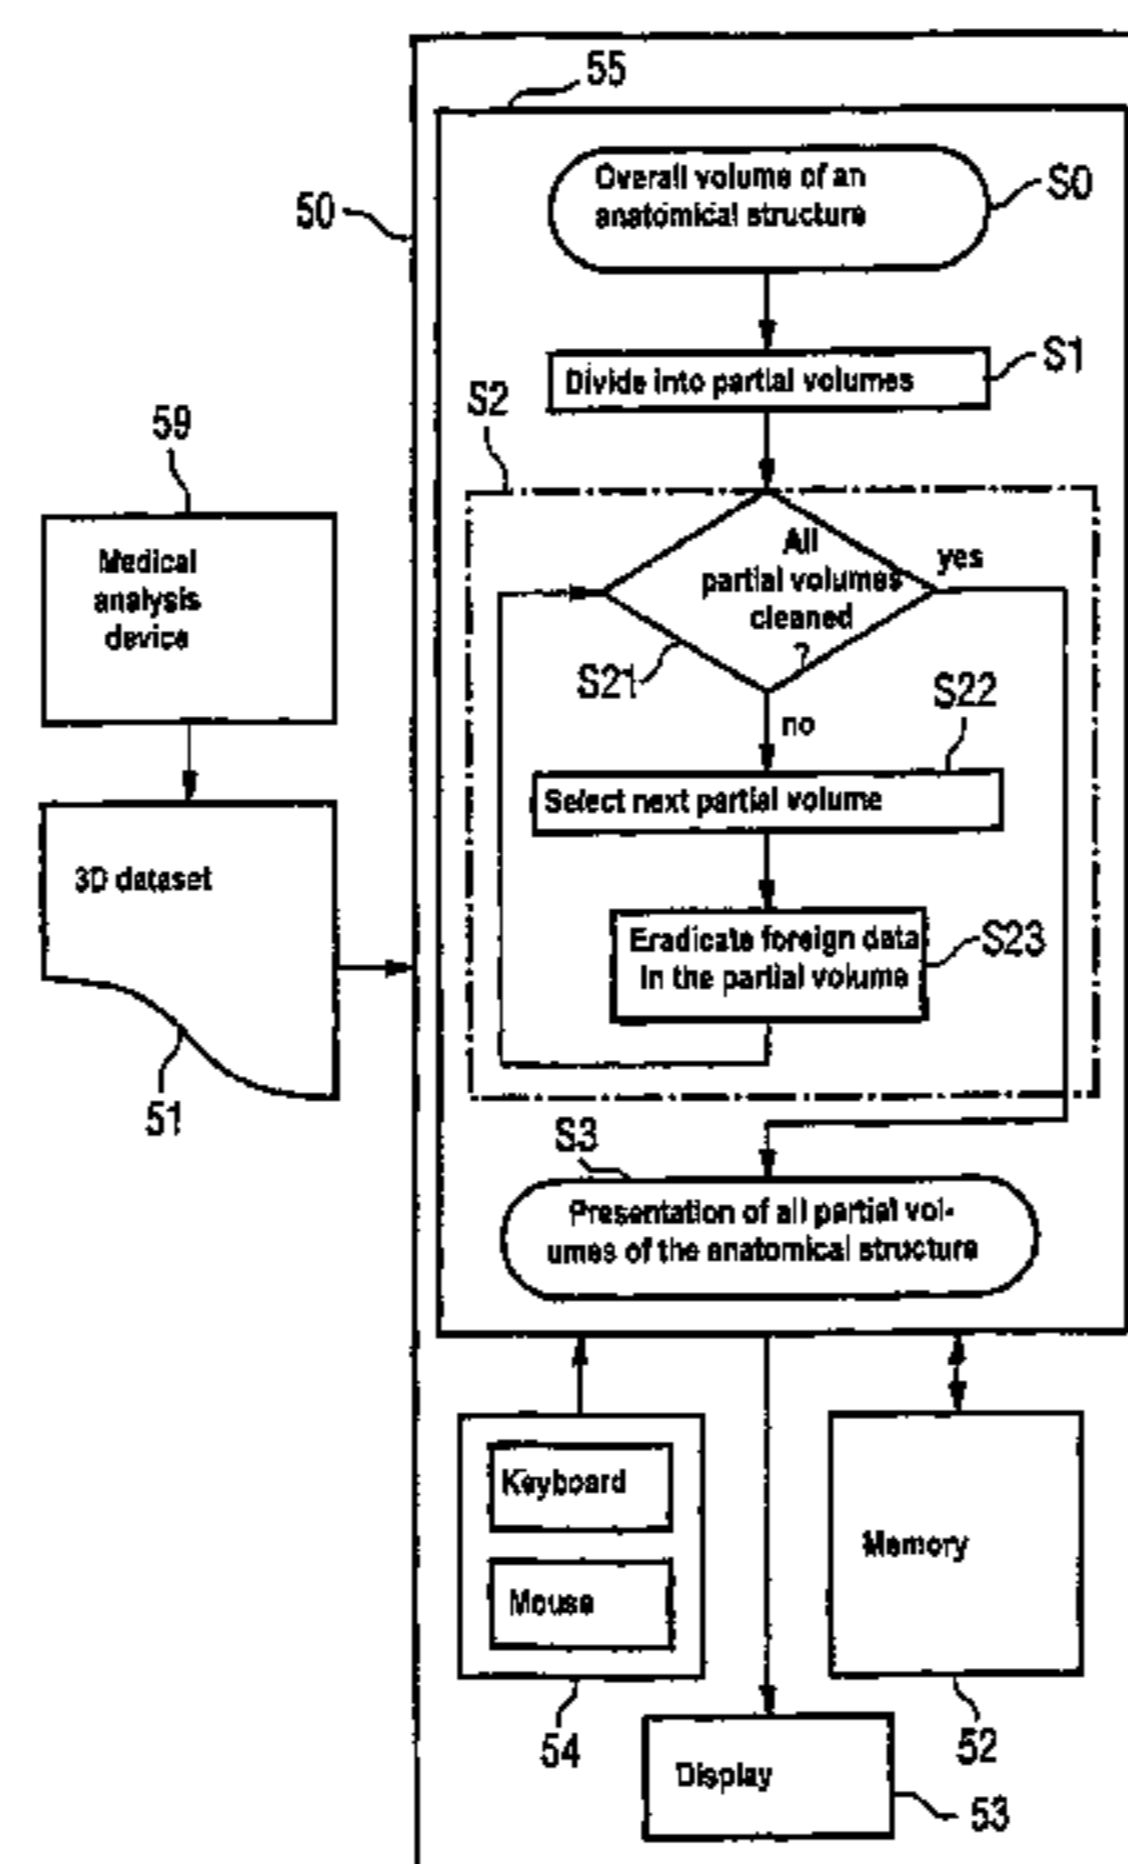 55
Overall volume of an
anatomical structure
S0
50
Divide into partial volumes
S1
S2
59
Medical
analysis
device
All
partial volumes
cleaned
?
yes
S21
no
S22
Select next partial volume
3D dataset
Eradicate foreign data
in the partial volume
S23
51
S3
Presentation of all partial vol-
umes of the anatomical structure
Keyboard
Mouse
Memory
54
52
Display
53